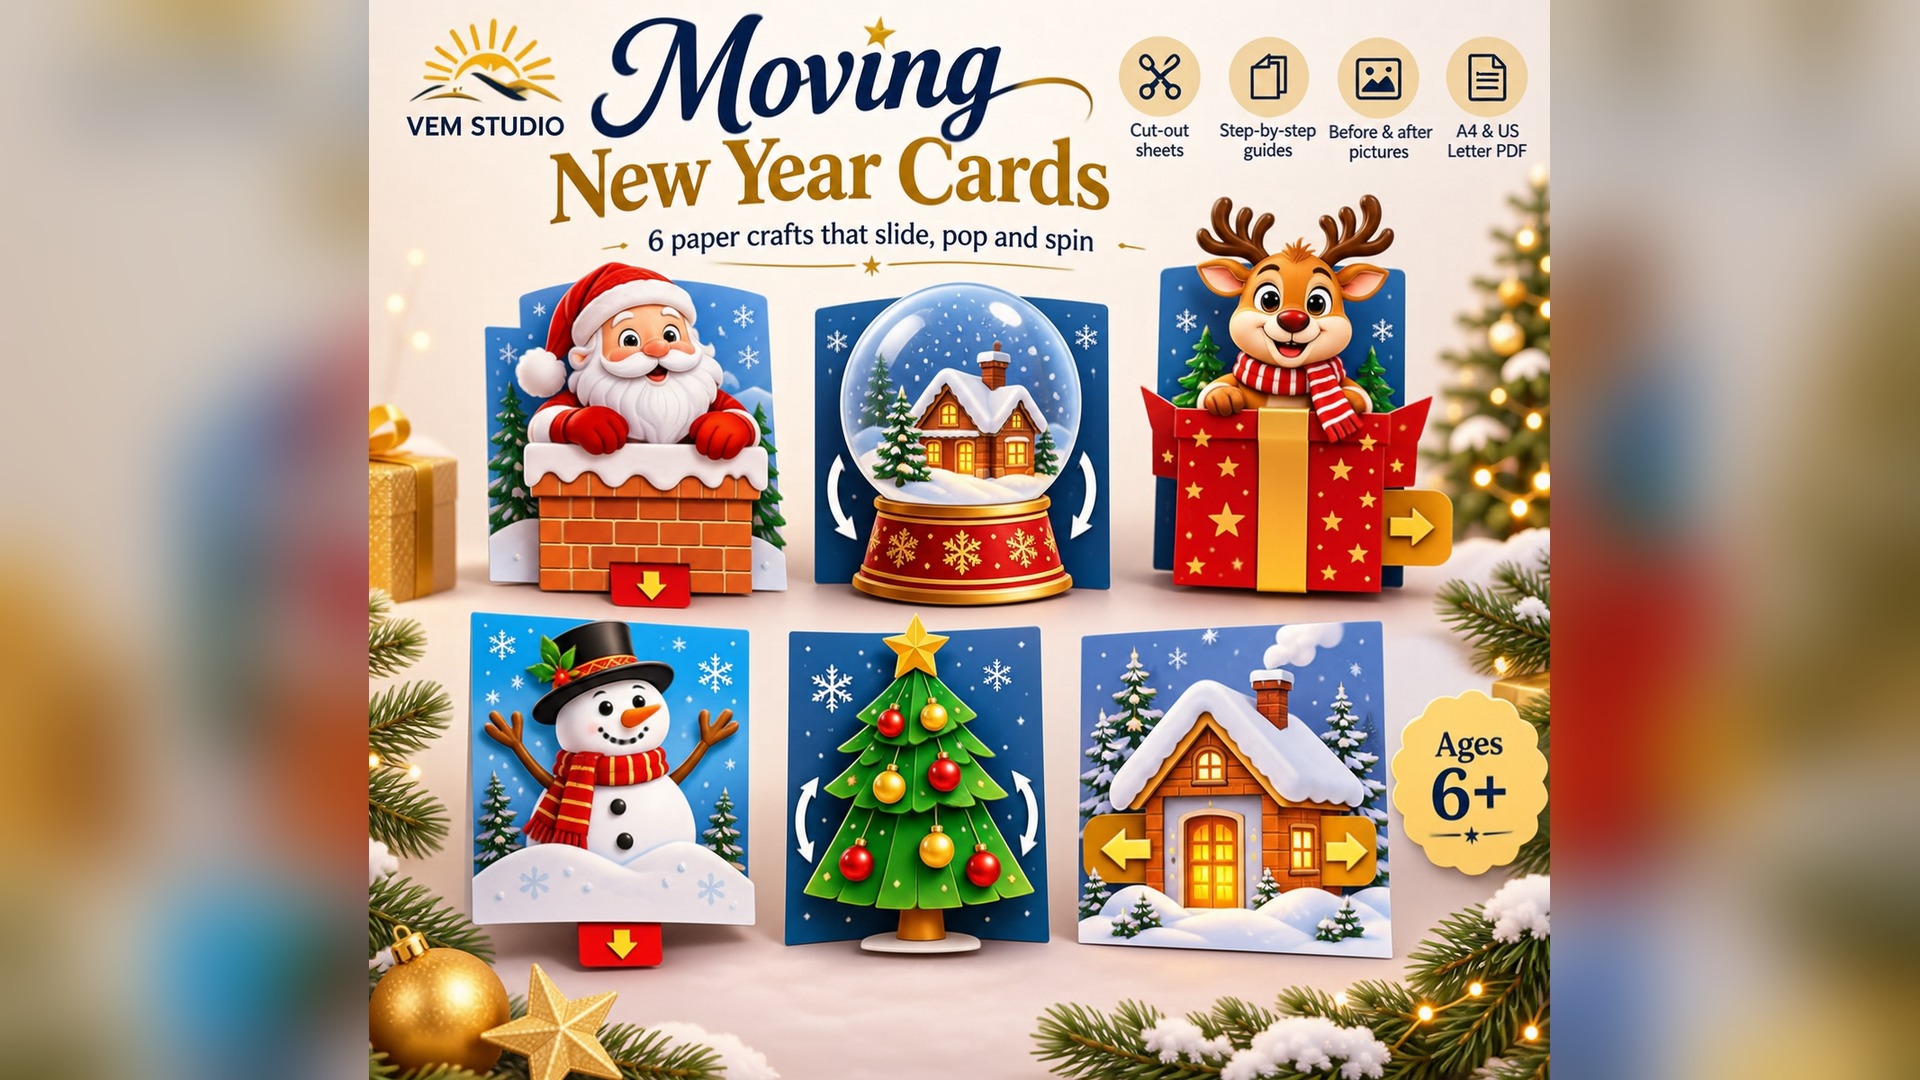 VEM STUDIO
Moving
New Year Cards
6 paper crafts that slide, pop and spin
Cut-out
sheets
Step-by-step
guides
Before & after
pictures
A4 & US
Letter PDF
Ages
6+